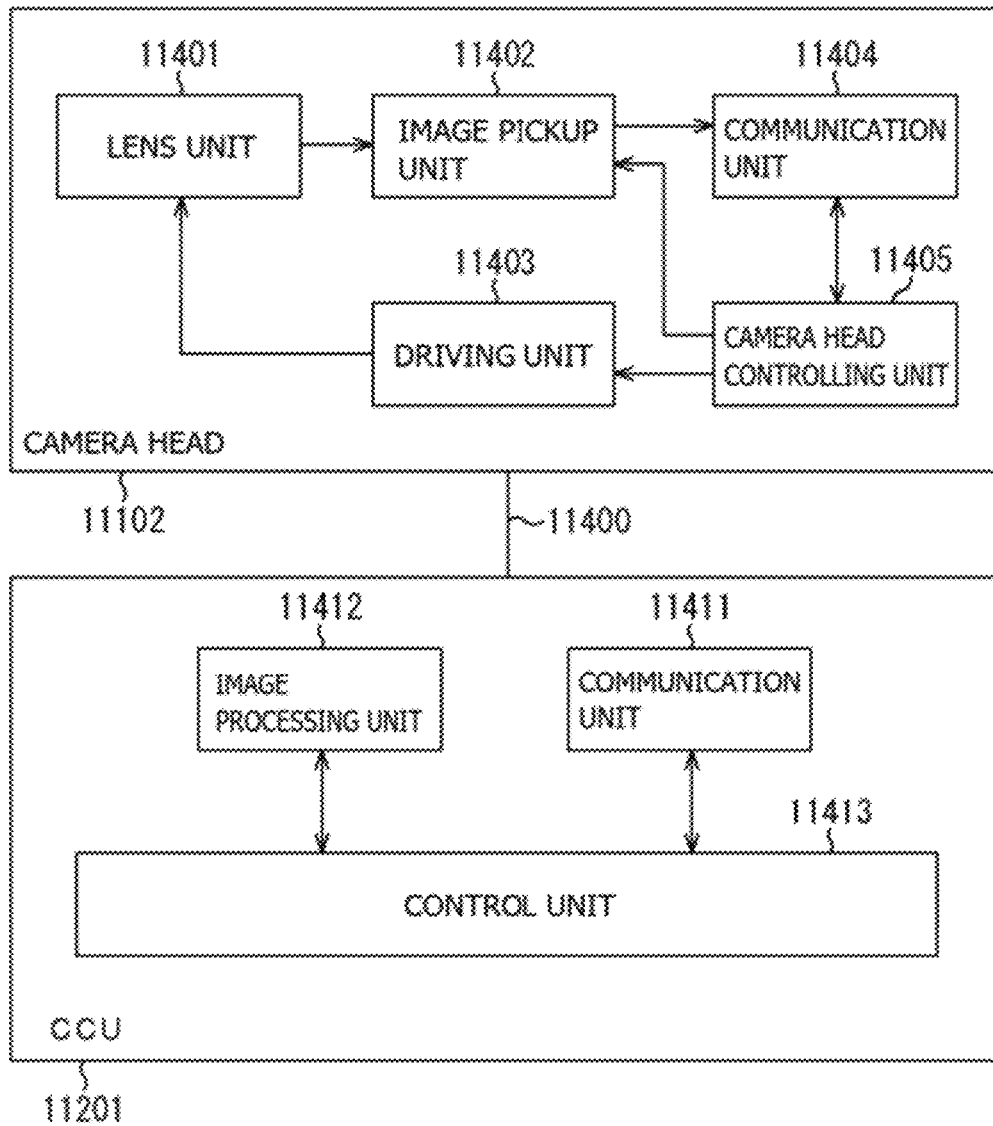 11401
11402
11404
LENS UNIT
IMAGE PICKUP
UNIT
COMMUNICATION
UNIT
11403
11405
DRIVING UNIT
CAMERA HEAD
CONTROLLING UNIT
CAMERA HEAD
11102
11400
11412
11411
IMAGE
PROCESSING UNIT
COMMUNICATION
UNIT
11413
CONTROL UNIT
CCU
11201